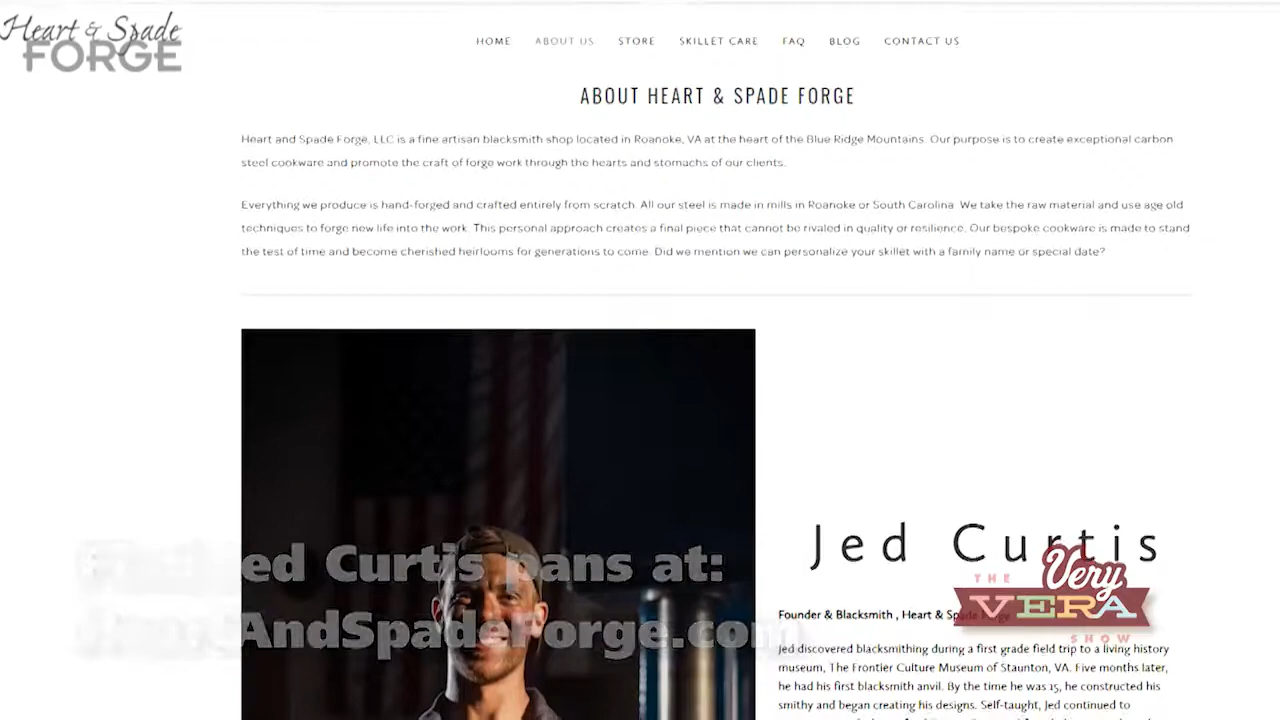 Heart & Spade
FORGE
HOME ABOUT US STORE SKILLET CARE FAQ BLOG CONTACT US
ABOUT HEART & SPADE FORGE
Heart and Spade Forge, LLC is a fine artisan blacksmith shop located in Roanoke, VA at the heart of the Blue Ridge Mountains. Our purpose is to create exceptional carbon
steel cookware and promote the craft of forge work through the hearts and stomachs of our clients.
Everything we produce is hand-forged and crafted entirely from scratch. All our steel is made in mills in Roanoke or South Carolina. We take the raw material and use age old
techniques to forge new life into the work. This personal approach creates a final piece that cannot be rivaled in quality or resilience. Our bespoke cookware is made to stand
the test of time and become cherished heirlooms for generations to come. Did we mention we can personalize your skillet with a family name or special date?
Jed Curtis pans at:
AndSpadeForge.com
Jed Curtis
THE
Very
VERA
SHOW
Founder & Blacksmith , Heart & Spade Forge
Jed discovered blacksmithing during a first grade field trip to a living history
museum, The Frontier Culture Museum of Staunton, VA. Five months later,
he had his first blacksmith anvil. By the time he was 15, he constructed his
smithy and began creating his designs. Self-taught, Jed continued to